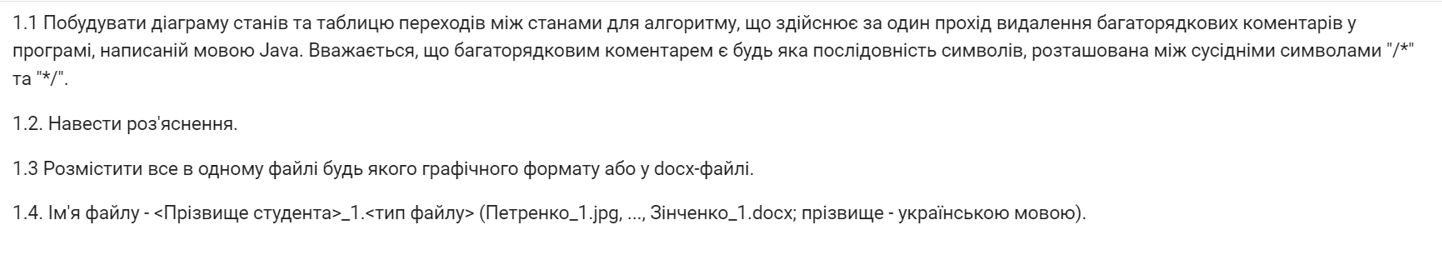 1.1 Побудувати діаграму станів та таблицю переходів між станами для алгоритму, що здійснює за один прохід видалення багаторядкових коментарів у
програмі, написаній мовою Java. Вважається, що багаторядковим коментарем є будь яка послідовність символів, розташована між сусідніми символами "/*"
та "*/".
1.2. Навести роз'яснення.
1.3 Розмістити все в одному файлі будь якого графічного формату або у docx-файлі.
1.4. Ім'я файлу - <Прізвище студента>_1.<тип файлу> (Петренко_1.jpg, ..., Зінченко_1.docx; прізвище - українською мовою).